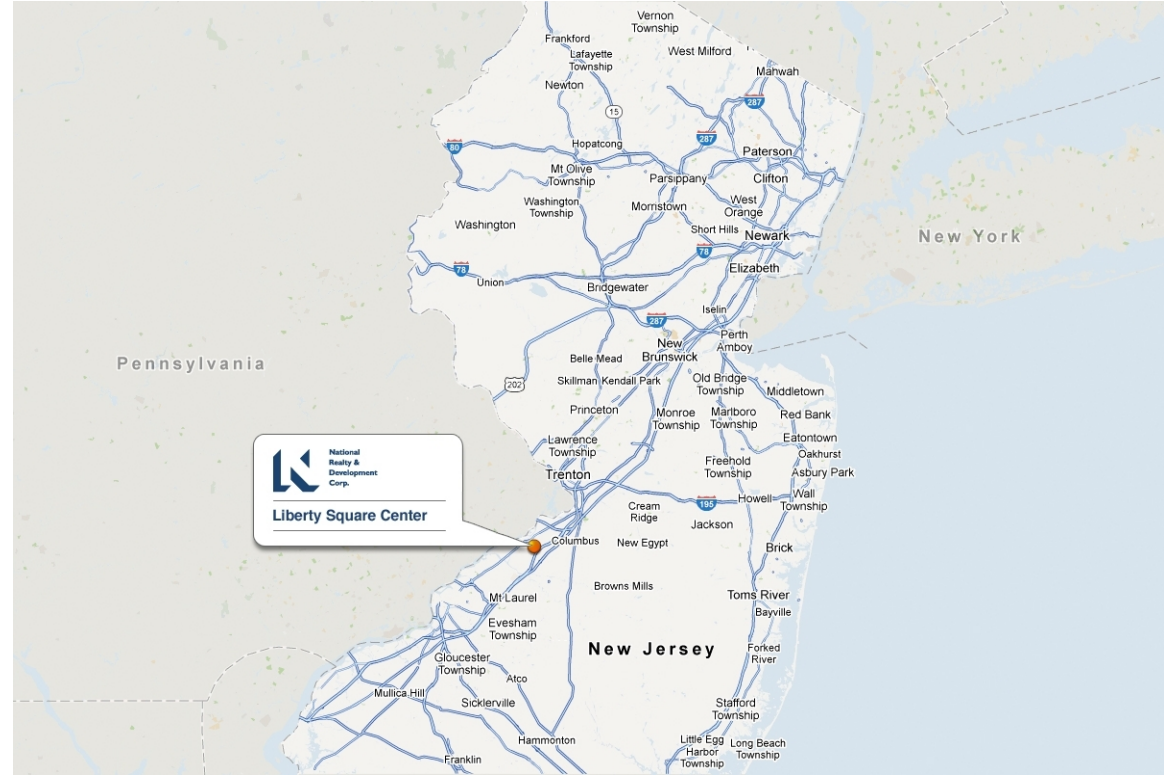 Vernon
Township
Frankford
West Milford
Lafayette
Township
Mahwah
Newton
287
15
287
80
Hopatcong
Paterson
Mt Olive
Township
Parsippany
Clifton
Washington
Township
Morristown
West
Orange
Washington
Short Hills
Newark
New York
78
78
Elizabeth
Union
Bridgewater
Iselin
287
Perth
Amboy
New
Brunswick
Pennsylvania
Belle Mead
Skillman
Kendall Park
Old Bridge
Township
202
Middletown
Princeton
Monroe
Township
Marlboro
Township
Red Bank
Lawrence
Township
Eatontown
Oakhurst
National
Realty &
Development
Corp.
Freehold
Township
Asbury Park
Trenton
Howell
Wall
Township
195
Cream
Ridge
Liberty Square Center
Jackson
Columbus
New Egypt
Brick
Browns Mills
Mt Laurel
Toms River
Bayville
Evesham
Township
New Jersey
Forked
River
Gloucester
Township
Atco
Mullica Hill
Sicklerville
Stafford
Township
Hammonton
Little Egg
Harbor
Township
Long Beach
Township
Franklin